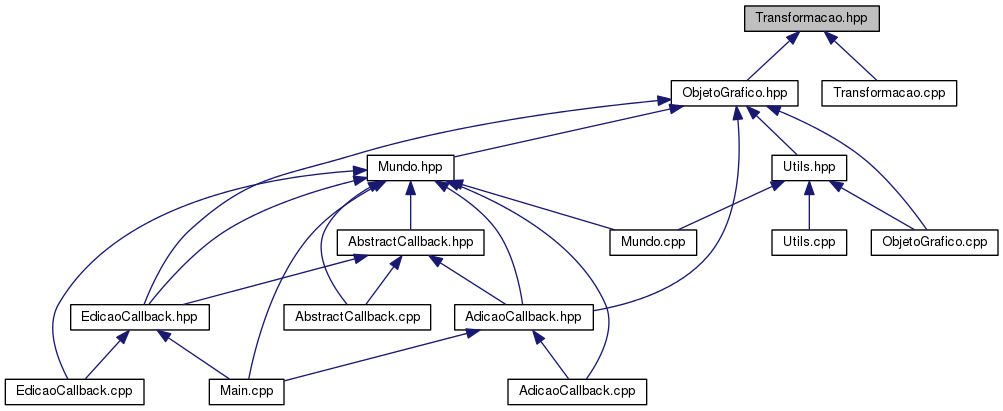 Transformacao.hpp
ObjetoGrafico.hpp
Transformacao.cpp
Mundo.hpp
Utils.hpp
AbstractCallback.hpp
Mundo.cpp
Utils.cpp
ObjetoGrafico.cpp
EdicaoCallback.hpp
AbstractCallback.cpp
AdicaoCallback.hpp
EdicaoCallback.cpp
Main.cpp
AdicaoCallback.cpp